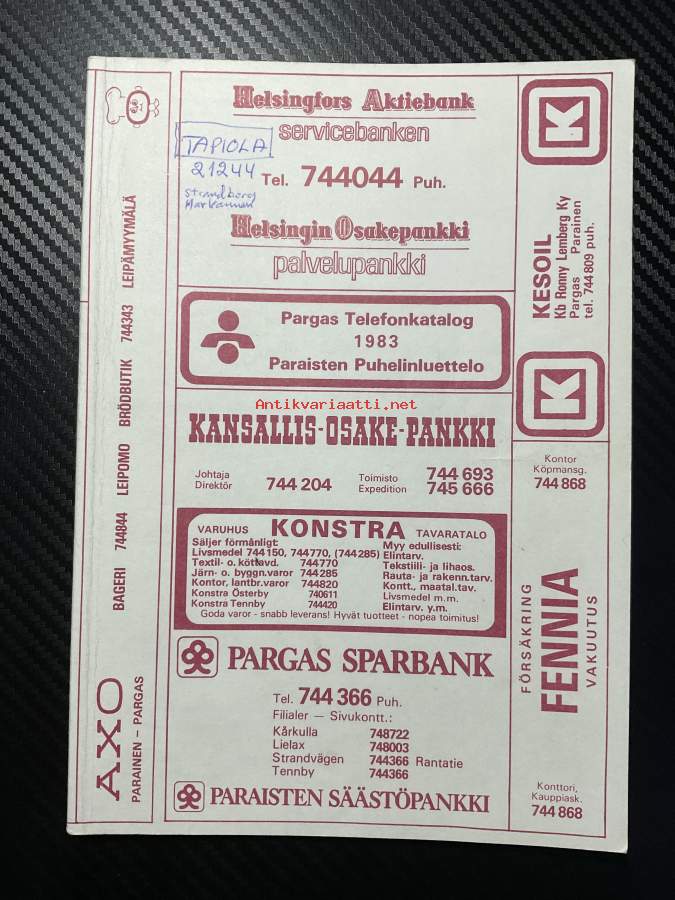 Helsingfors Aktiebank
servicebanken
TAPIOLA
21244
Strandberg
Markkanen
Tel. 744044 Puh.
Helsingin Osakepankki
palvelupankki
Pargas Telefonkatalog
1983
Paraisten Puhelinluettelo
Antikvariaatti.net
KANSALLIS-OSAKE-PANKKI
Johtaja
Direktör
744 204
Toimisto
Expedition
744 693
745 666
VARUHUS KONSTRA TAVARATALO
Säljer förmånligt: Myy edullisesti:
Livsmedel 744150, 744770, (744285) Elintarv.
Textil- o. köttavd. 744770 Tekstiili- ja lihaos.
Järn- o. byggn.varor 744285 Rauta- ja rakenn.tarv.
Kontor, lantbr.varor 744820 Kontt., maatal.tav.
Konstra Österby 740611 Livsmedel m.m.
Konstra Tennby 744420 Elintarv. y.m.
Goda varor - snabb leverans! Hyvät tuotteet - nopea toimitus!
PARGAS SPARBANK
Tel. 744 366 Puh.
Filialer — Sivukontt.:
Kårkulla 748722
Lielax 748003
Strandvägen 744366 Rantatie
Tennby 744366
PARAISTEN SÄÄSTÖPANKKI
K
KESOIL
Kb Ronny Lemberg Ky
Pargas Parainen
tel. 744 809 puh.
K
Kontor
Köpmansg.
744 868
FÖRSÄKRING
FENNIA
VAKUUTUS
Konttori,
Kauppiask.
744 868
AXO
PARAINEN – PARGAS
BAGERI 744844 LEIPOMO BRÖDBUTIK 744343 LEIPÄMYYMÄLÄ